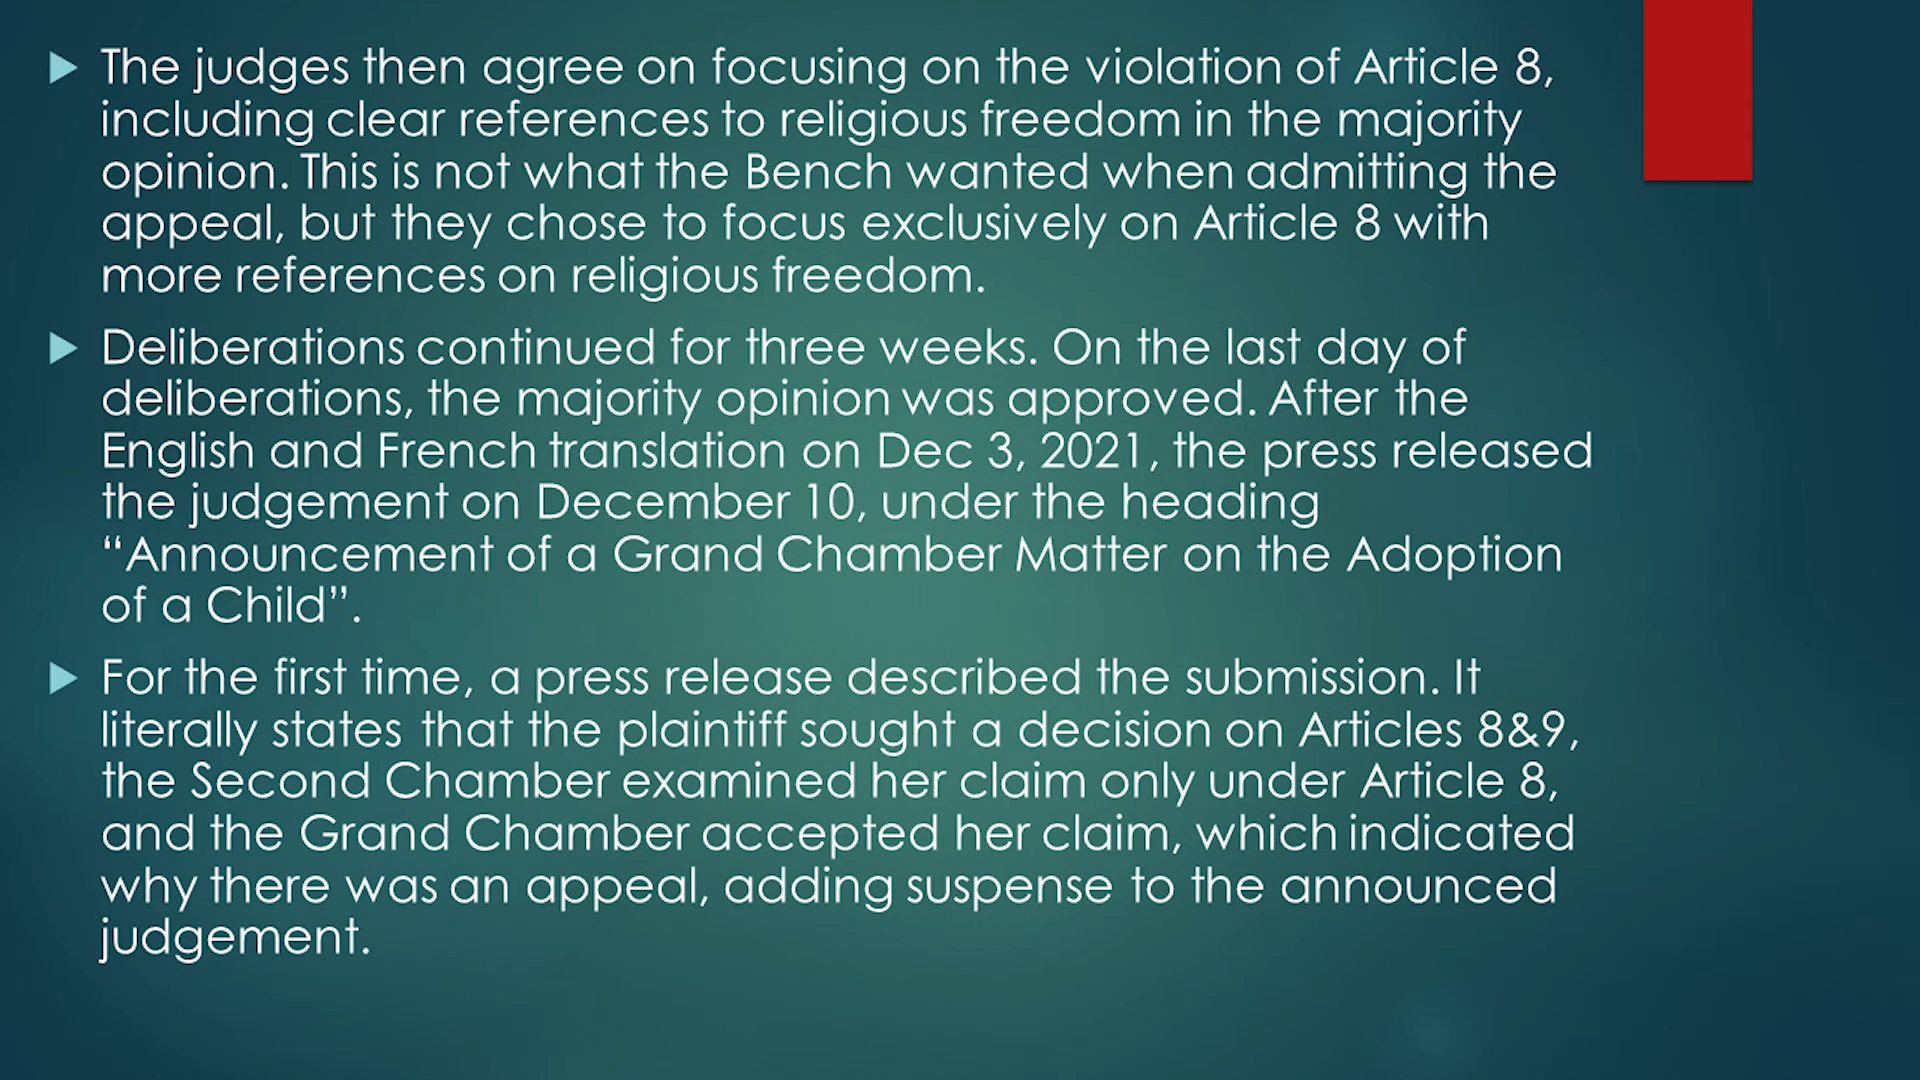 The judges then agree on focusing on the violation of Article 8,
including clear references to religious freedom in the majority
opinion. This is not what the Bench wanted when admitting the
appeal, but they chose to focus exclusively on Article 8 with
more references on religious freedom.
Deliberations continued for three weeks. On the last day of
deliberations, the majority opinion was approved. After the
English and French translation on Dec 3, 2021, the press released
the judgement on December 10, under the heading
“Announcement of a Grand Chamber Matter on the Adoption
of a Child”.
For the first time, a press release described the submission. It
literally states that the plaintiff sought a decision on Articles 8&9,
the Second Chamber examined her claim only under Article 8,
and the Grand Chamber accepted her claim, which indicated
why there was an appeal, adding suspense to the announced
judgement.